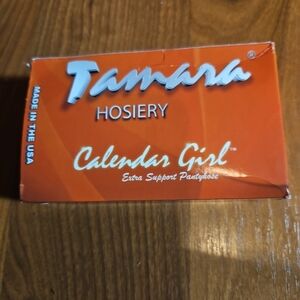 Tamara®
HOSIERY
MADE IN THE USA
Calendar Girl™
Extra Support Pantyhose